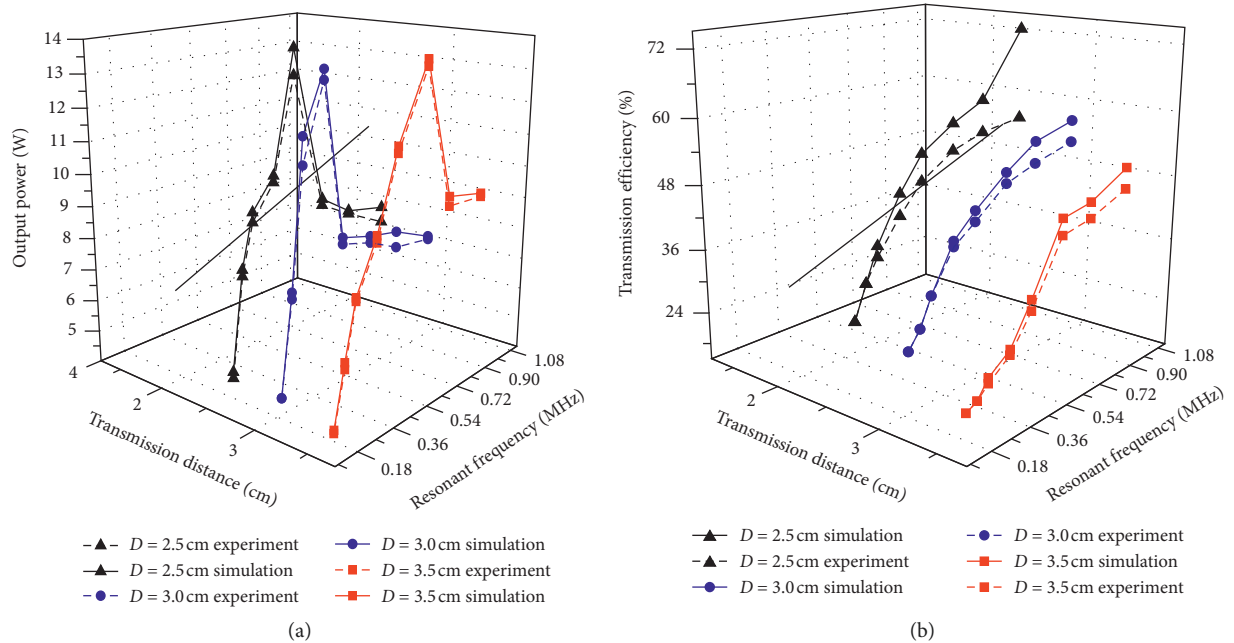 14
13
12
11
10
9
8
7
6
5
4
Output power (W)
2
3
Transmission distance (cm)
0.18
0.36
0.54
0.72
0.90
1.08
Resonant frequency (MHz)
D = 2.5 cm experiment
D = 2.5 cm simulation
D = 3.0 cm experiment
D = 3.0 cm simulation
D = 3.5 cm experiment
D = 3.5 cm simulation
(a)
72
60
48
36
24
Transmission efficiency (%)
2
3
Transmission distance (cm)
0.18
0.36
0.54
0.72
0.90
1.08
Resonant frequency (MHz)
D = 2.5 cm simulation
D = 2.5 cm experiment
D = 3.0 cm simulation
D = 3.0 cm experiment
D = 3.5 cm simulation
D = 3.5 cm experiment
(b)